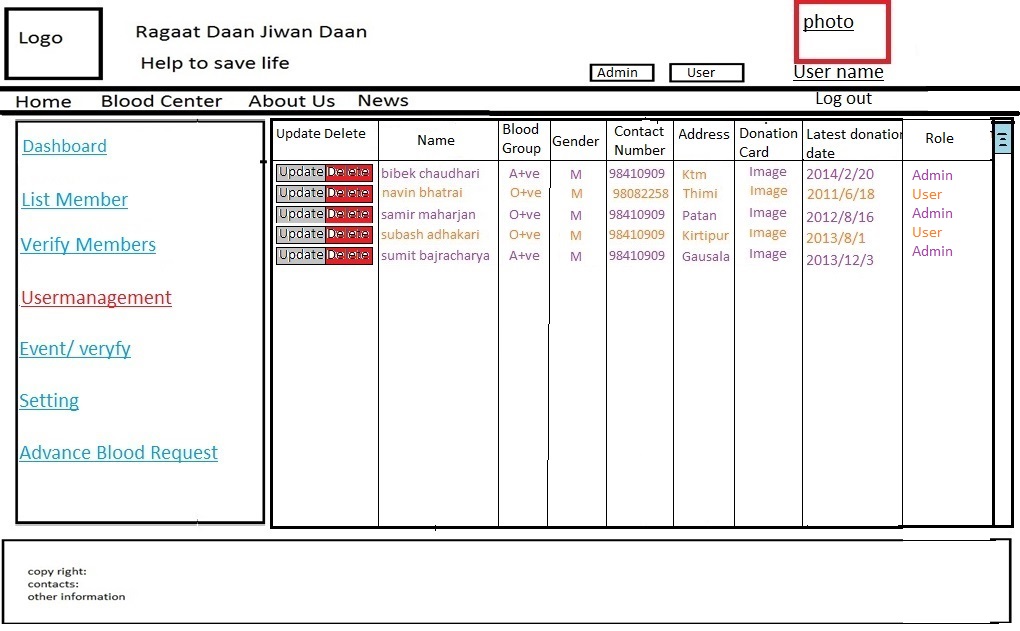 Logo
Ragaat Daan Jiwan Daan
Help to save life
Admin User
photo
User name
Home Blood Center About Us News Log out
Dashboard
List Member
Verify Members
Usermanagement
Event/ veryfy
Setting
Advance Blood Request
Update Delete Name Blood Group Gender Contact Number Address Donation Card Latest donation date Role
Update Delete bibek chaudhari A+ve M 98410909 Ktm Image 2014/2/20 Admin
Update Delete navin bhatrai O+ve M 98082258 Thimi Image 2011/6/18 User
Update Delete samir maharjan O+ve M 98410909 Patan Image 2012/8/16 Admin
Update Delete subash adhakari O+ve M 98410909 Kirtipur Image 2013/8/1 User
Update Delete sumit bajracharya A+ve M 98410909 Gausala Image 2013/12/3 Admin
copy right:
contacts:
other information